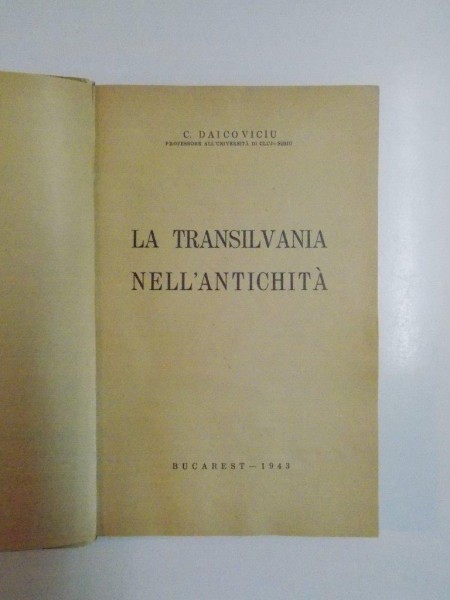 C. DAICOVICIU
PROFESSORE ALL'UNIVERSITÀ DI CLUJ-SIBIU
LA TRANSILVANIA
NELL'ANTICHITÀ
BUCAREST — 1943